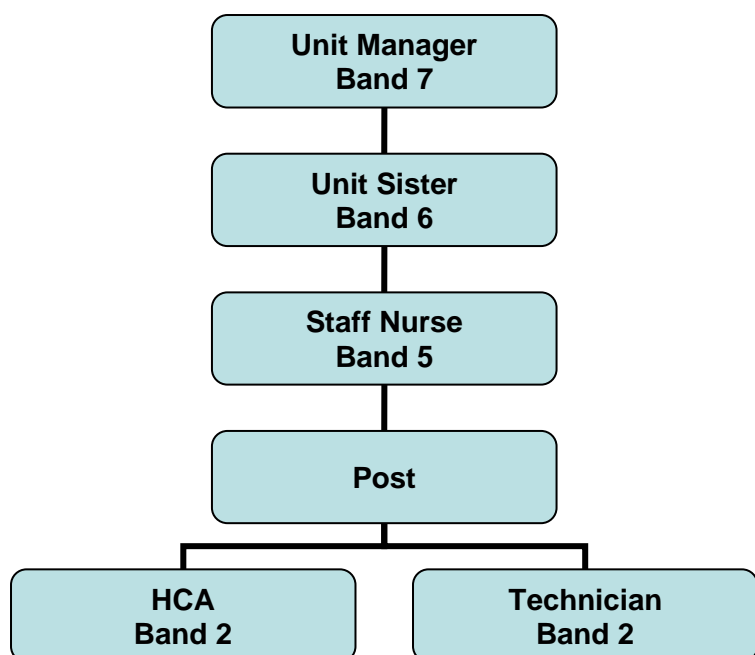 Unit Manager
Band 7
Unit Sister
Band 6
Staff Nurse
Band 5
Post
HCA
Band 2
Technician
Band 2